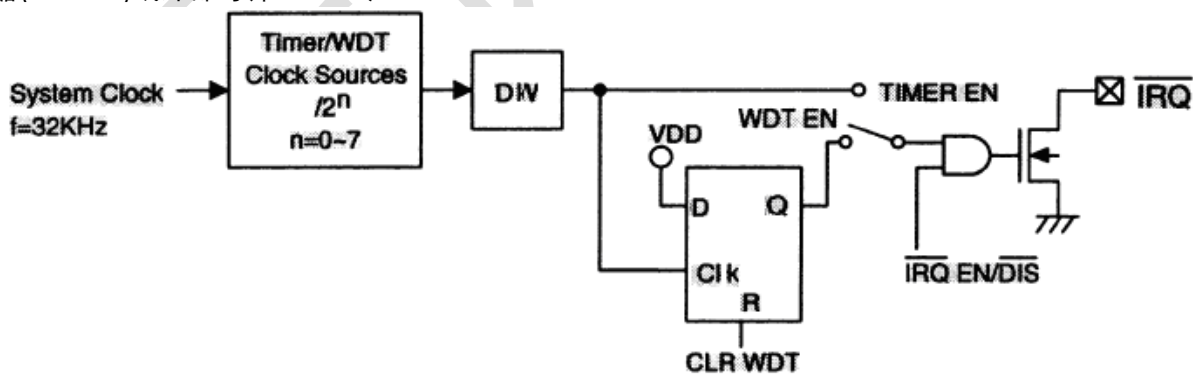 System Clock
f=32KHz
Timer/WDT
Clock Sources
/2ⁿ
n=0~7
TIMER EN
WDT EN
VDD
D
Q
Clk
R
CLR WDT
IRQ EN/DIS
IRQ